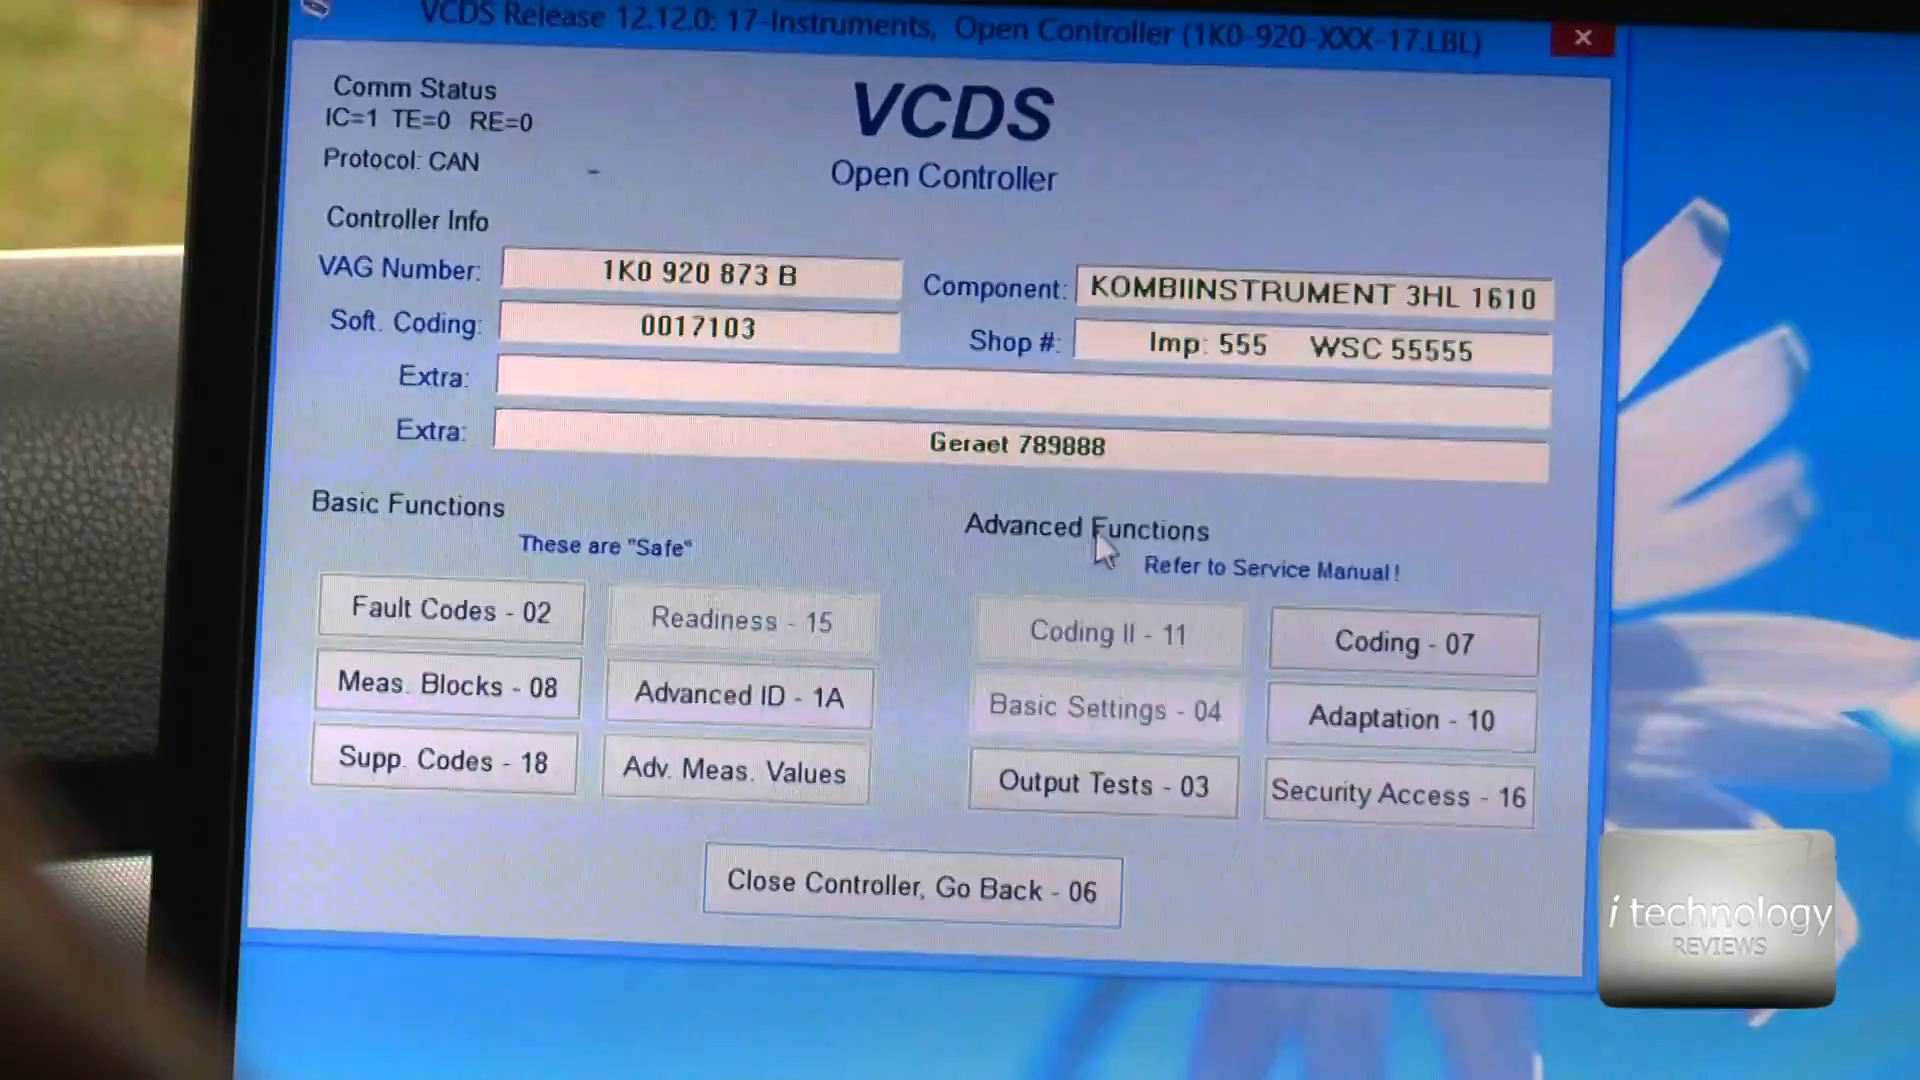 VCDS Release 12.12.0: 17-Instruments, Open Controller (1K0-920-XXX-17.LBL)
Comm Status
IC=1 TE=0 RE=0
Protocol: CAN
-
VCDS
Open Controller
Controller Info
VAG Number: 1K0 920 873 B
Component: KOMBIINSTRUMENT 3HL 1610
Soft. Coding: 0017103
Shop #: Imp: 555 WSC 55555
Extra:
Extra: Geraet 789888
Basic Functions
These are "Safe"
Advanced Functions
Refer to Service Manual!
Fault Codes - 02
Readiness - 15
Coding II - 11
Coding - 07
Meas. Blocks - 08
Advanced ID - 1A
Basic Settings - 04
Adaptation - 10
Supp. Codes - 18
Adv. Meas. Values
Output Tests - 03
Security Access - 16
Close Controller, Go Back - 06
i technology
REVIEWS